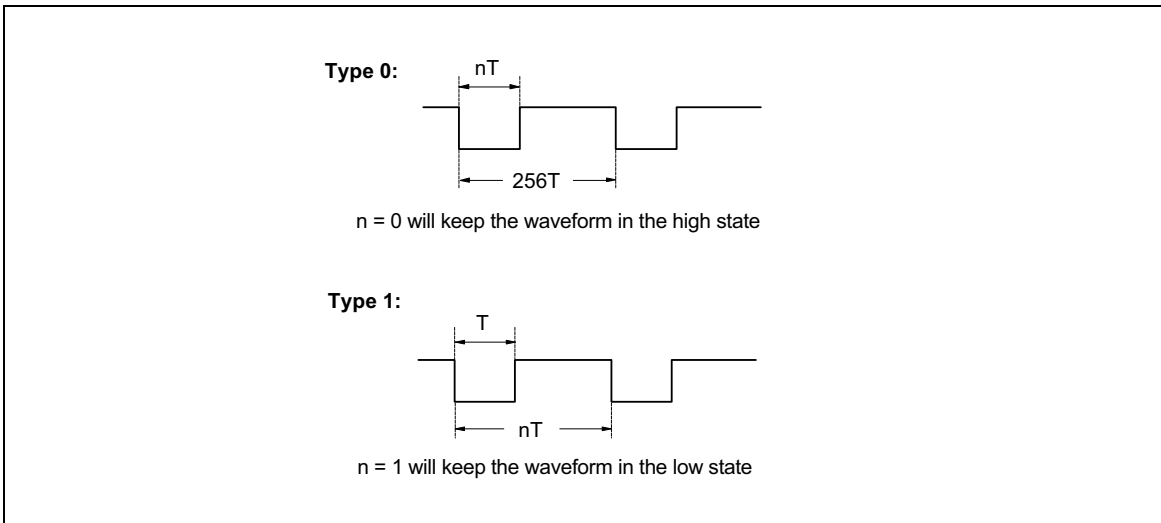 Type 0:
nT
256T
n = 0 will keep the waveform in the high state
Type 1:
T
nT
n = 1 will keep the waveform in the low state